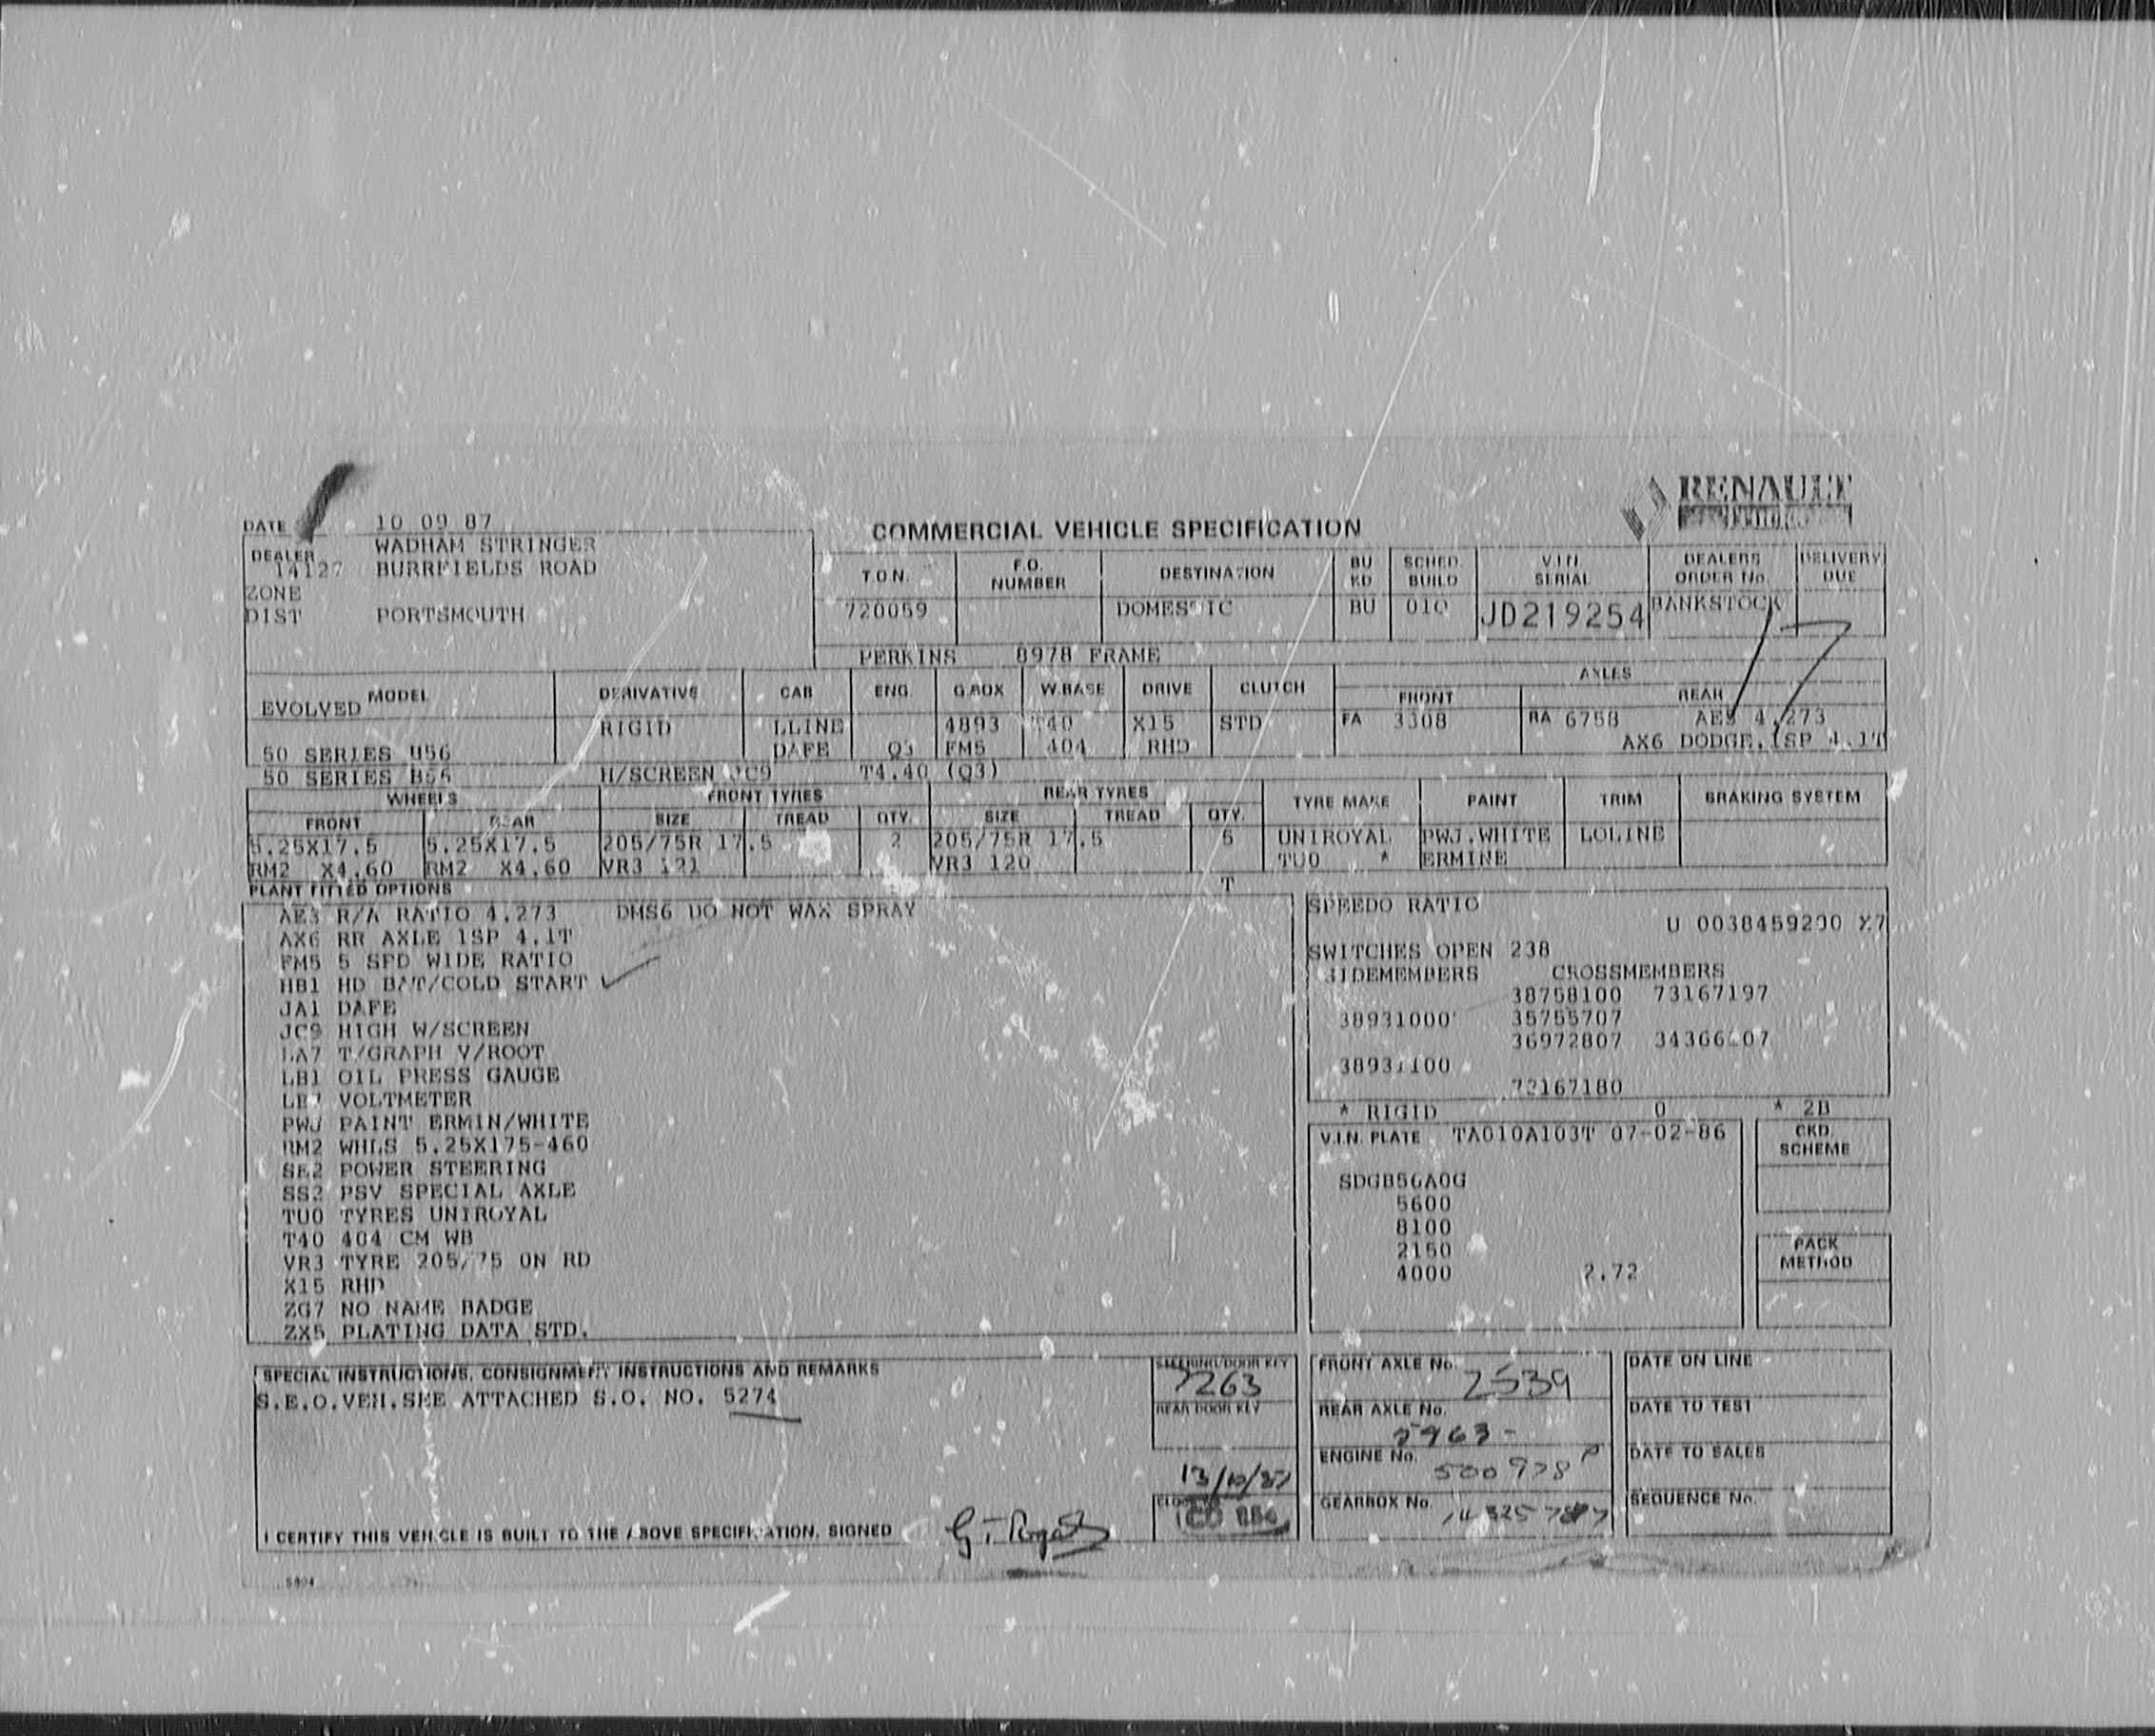 RENAULT
DATE 10 09 87
COMMERCIAL VEHICLE SPECIFICATION
DEALER WADHAM STRINGER
14127 BURRFIELDS ROAD
ZONE
DIST PORTSMOUTH
T.O.N. F.O. NUMBER DESTINATION BU KD SCHED BUILD V.I.N. SERIAL DEALERS ORDER No. DELIVERY DUE
720059 DOMESTIC BU 010 JD219254 BANKSTOCK
PERKINS 8978 FRAME
MODEL DERIVATIVE CAB ENG. G.BOX W.BASE DRIVE CLUTCH AXLES
FRONT REAR
EVOLVED RIGID LLINE 4893 T40 X15 STD FA 3308 RA 6758 AE3 4.273
50 SERIES B56 DAFE Q3 FM5 404 RHD AX6 DODGE.1SP 4.1T
50 SERIES B56 H/SCREEN JC9 T4.40 (Q3)
WHEELS FRONT TYRES REAR TYRES TYRE MAKE PAINT TRIM BRAKING SYSTEM
FRONT REAR SIZE TREAD QTY. SIZE TREAD QTY.
5.25X17.5 5.25X17.5 205/75R 17.5 2 205/75R 17.5 5 UNIROYAL PWJ.WHITE LOLINE
RM2 X4.60 RM2 X4.60 VR3 121 VR3 120 TU0 * ERMINE
T
PLANT FITTED OPTIONS
AE3 R/A RATIO 4.273 DMS6 DO NOT WAX SPRAY
AX6 RR AXLE 1SP 4.1T
FM5 5 SPD WIDE RATIO
HB1 HD BAT/COLD START
JA1 DAFE
JC9 HIGH W/SCREEN
LA7 T/GRAPH V/ROOT
LB1 OIL PRESS GAUGE
VOLTMETER
PWJ PAINT ERMIN/WHITE
RM2 WHLS 5.25X175-460
SE2 POWER STEERING
SS2 PSV SPECIAL AXLE
TU0 TYRES UNIROYAL
T40 404 CM WB
VR3 TYRE 205/75 ON RD
X15 RHD
ZG7 NO NAME BADGE
ZX5 PLATING DATA STD.
SPEEDO RATIO
U 0038459200 X7
SWITCHES OPEN 238
SIDEMEMBERS CROSSMEMBERS
38758100 73167197
38931000 35755707
36972807
38931100
72167180
* RIGID 0 * 2B
V.I.N. PLATE TA010A103T 07-02-86
SDGB56A0G
5600
8100
2150
4000 2.72
CKD. SCHEME
PACK METHOD
SPECIAL INSTRUCTIONS, CONSIGNMENT INSTRUCTIONS AND REMARKS
S.E.O.VEH.SEE ATTACHED S.O. NO. 5274
STEERING/DOOR KEY
7263
REAR DOOR KEY
13/10/87
I CERTIFY THIS VEHICLE IS BUILT TO THE ABOVE SPECIFICATION, SIGNED
FRONT AXLE No. 2539
REAR AXLE No.
ENGINE No. 500978 P
GEARBOX No.
DATE ON LINE
DATE TO TEST
DATE TO SALES
SEQUENCE No.